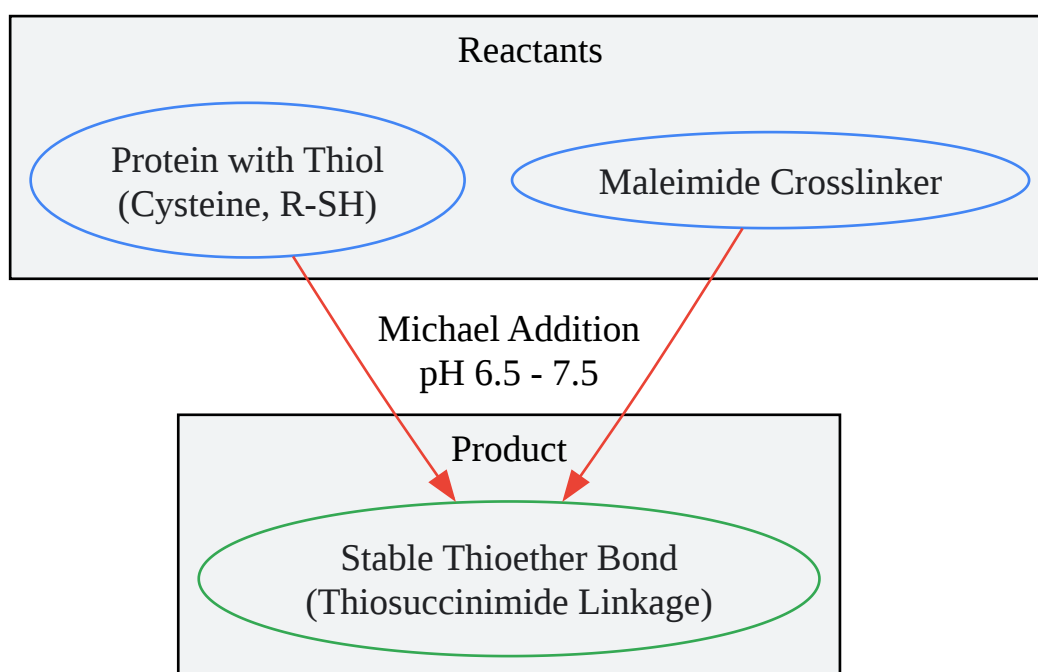 Reactants
Protein with Thiol
(Cysteine, R-SH)
Maleimide Crosslinker
Michael Addition
pH 6.5 - 7.5
Product
Stable Thioether Bond
(Thiosuccinimide Linkage)